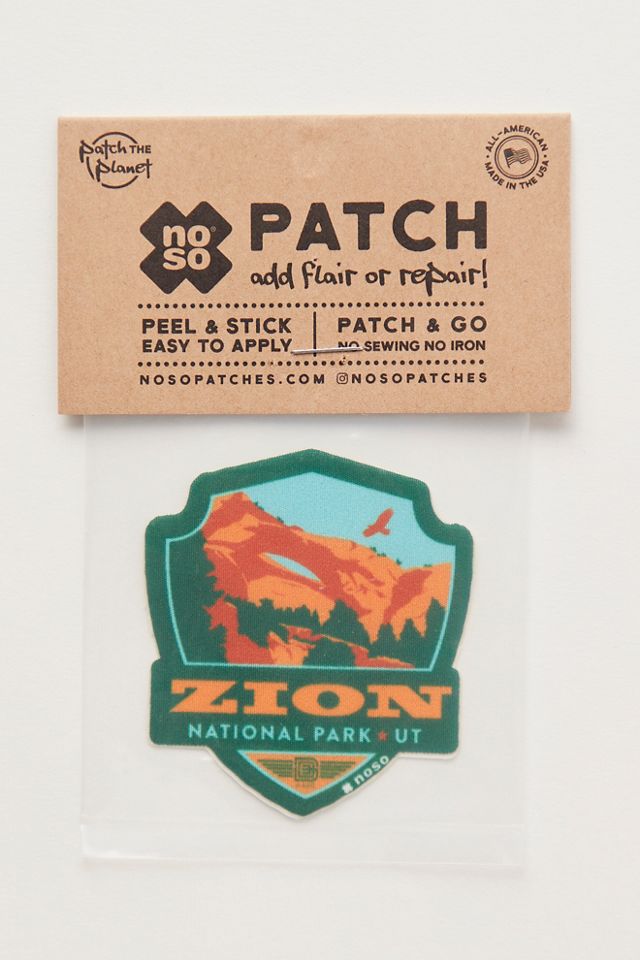 Patch THE
Planet
ALL-AMERICAN
MADE IN THE USA
no®
so
PATCH
add flair or repair!
PEEL & STICK
EASY TO APPLY
PATCH & GO
NO SEWING NO IRON
NOSOPATCHES.COM
NOSOPATCHES
ZION
NATIONAL PARK ★ UT
noso